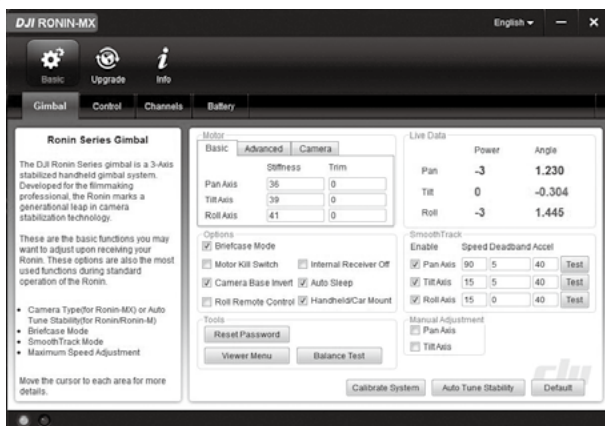 DJI RONIN-MX
English
Basic Upgrade Info
Gimbal Control Channels Battery
Ronin Series Gimbal
The DJI Ronin Series gimbal is a 3-Axis
stabilized handheld gimbal system.
Developed for the filmmaking
professional, the Ronin marks a
generational leap in camera
stabilization technology.
These are the basic functions you may
want to adjust upon receiving your
Ronin. These options are also the most
used functions during standard
operation of the Ronin.
• Camera Type(for Ronin-MX) or Auto
Tune Stability(for Ronin/Ronin-M)
• Briefcase Mode
• SmoothTrack Mode
• Maximum Speed Adjustment
Move the cursor to each area for more
details.
Motor
Basic Advanced Camera
Stiffness Trim
Pan Axis 36 0
Tilt Axis 39 0
Roll Axis 41 0
Options
Briefcase Mode
Motor Kill Switch Internal Receiver Off
Camera Base Invert Auto Sleep
Roll Remote Control Handheld/Car Mount
Tools
Reset Password
Viewer Menu Balance Test
Live Data
Power Angle
Pan -3 1.230
Tilt 0 -0.304
Roll -3 1.445
SmoothTrack
Enable Speed Deadband Accel
Pan Axis 90 5 40 Test
Tilt Axis 15 5 40 Test
Roll Axis 15 0 40 Test
Manual Adjustment
Pan Axis
Tilt Axis
dji
Calibrate System Auto Tune Stability Default